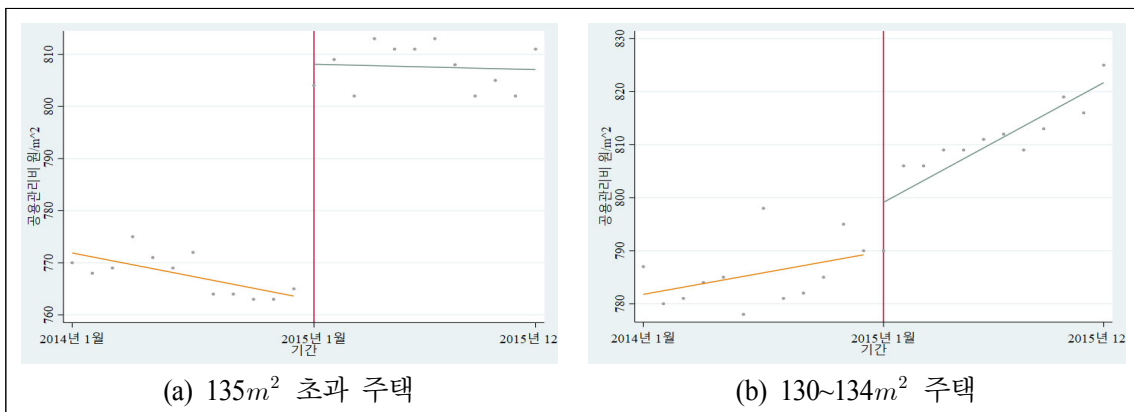 공용관리비 원/m^2
810
800
790
780
770
760
2014년 1월
2015년 1월
2015년 12
기간
(a) 135m² 초과 주택
공용관리비 원/m^2
830
820
810
800
790
780
2014년 1월
2015년 1월
2015년 12
기간
(b) 130~134m² 주택